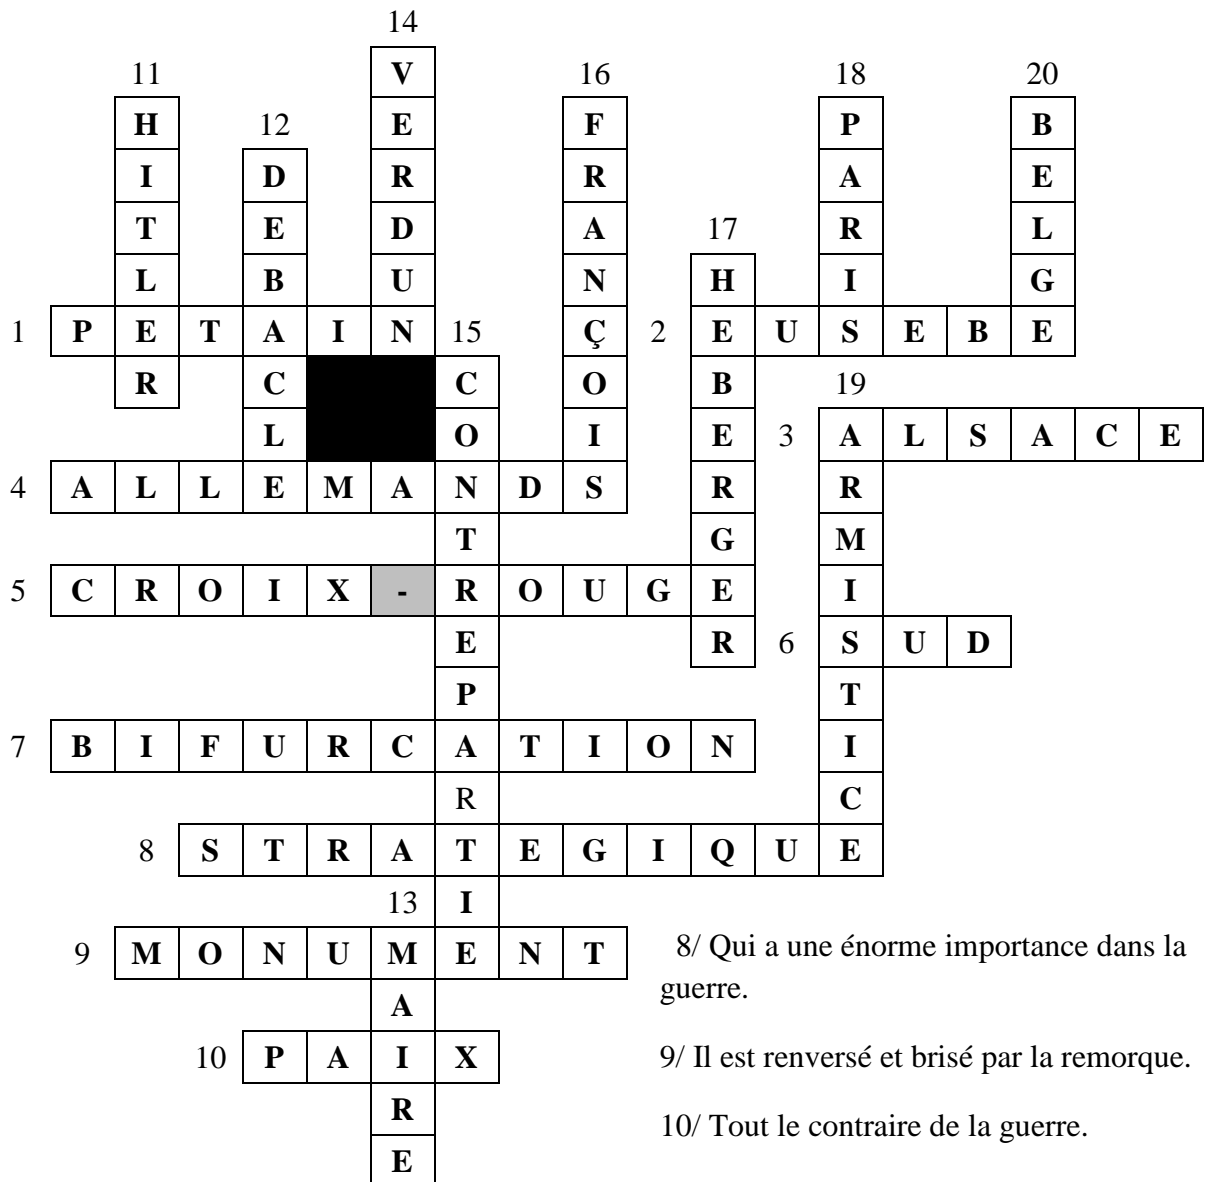 14
11 V 16 18 20
H 12 E F P B
I D R R A E
T E D A 17 R L
L B U N H I G
1 P E T A I N 15 Ç 2 E U S E B E
R C C O B 19
L O I E 3 A L S A C E
4 A L L E M A N D S R R
T G M
5 C R O I X - R O U G E I
E R 6 S U D
P T
7 B I F U R C A T I O N I
R C
8 S T R A T E G I Q U E
13 I
9 M O N U M E N T
A
10 P A I X
R
E
8/ Qui a une énorme importance dans la
guerre.
9/ Il est renversé et brisé par la remorque.
10/ Tout le contraire de la guerre.